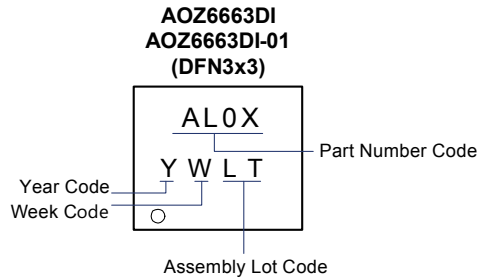 AOZ6663DI
AOZ6663DI-01
(DFN3x3)
AL0X
Part Number Code
Y W L T
Year Code
Week Code
Assembly Lot Code